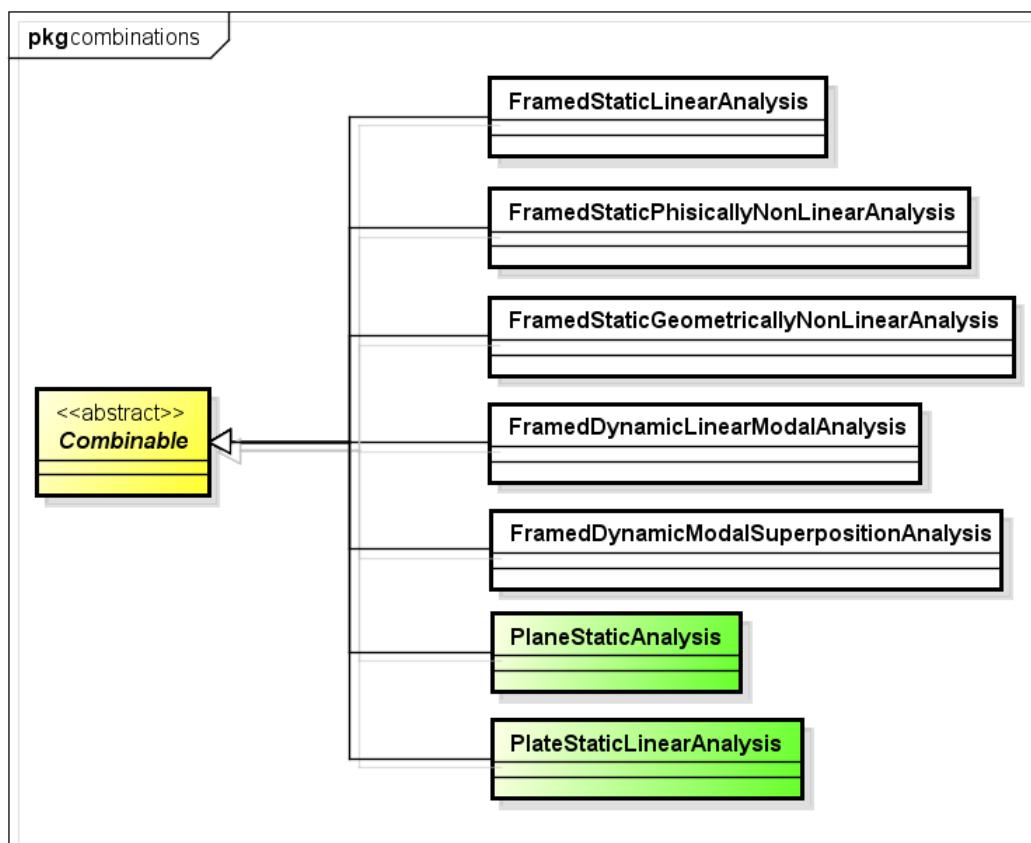 pkg combinations
FramedStaticLinearAnalysis
FramedStaticPhisicallyNonLinearAnalysis
FramedStaticGeometricallyNonLinearAnalysis
<<abstract>>
Combinable
FramedDynamicLinearModalAnalysis
FramedDynamicModalSuperpositionAnalysis
PlaneStaticAnalysis
PlateStaticLinearAnalysis